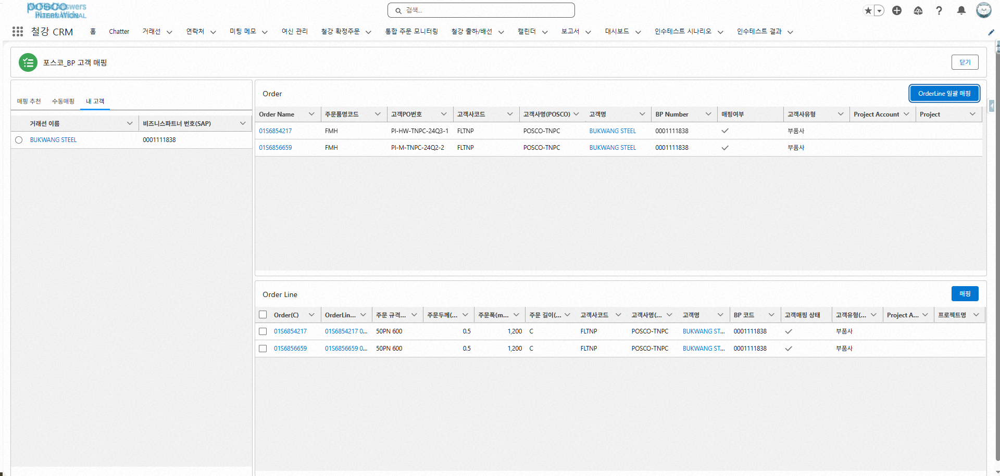 posco
INTERNATIONAL
검색...
철강 CRM
홈
Chatter
거래선
연락처
미팅 메모
여신 관리
철강 확정주문
통합 주문 모니터링
철강 출하/배선
캘린더
보고서
대시보드
인수테스트 시나리오
인수테스트 결과
포스코_BP 고객 매핑
닫기
매핑 추천 수동매핑 내 고객
거래선 이름 비즈니스파트너 번호(SAP)
BUKWANG STEEL 0001111838
Order
OrderLine 일괄 매핑
Order Name 주문품명코드 고객PO번호 고객사코드 고객사명(POSCO) 고객명 BP Number 매핑여부 고객사유형 Project Account Project
01S6854217 FMH PI-HW-TNPC-24Q3-1 FLTNP POSCO-TNPC BUKWANG STEEL 0001111838 부품사
01S6856659 FMH PI-M-TNPC-24Q2-2 FLTNP POSCO-TNPC BUKWANG STEEL 0001111838 부품사
Order Line
매핑
Order(C) OrderLin... 주문 규격... 주문두께(... 주문폭(m... 주문 길이(... 고객사코드 고객사명(... 고객명 BP 코드 고객매핑 상태 고객유형(... Project A... 프로젝트명
01S6854217 01S6854217 0... 50PN 600 0.5 1,200 C FLTNP POSCO-TNPC BUKWANG ST... 0001111838 부품사
01S6856659 01S6856659 0... 50PN 600 0.5 1,200 C FLTNP POSCO-TNPC BUKWANG ST... 0001111838 부품사